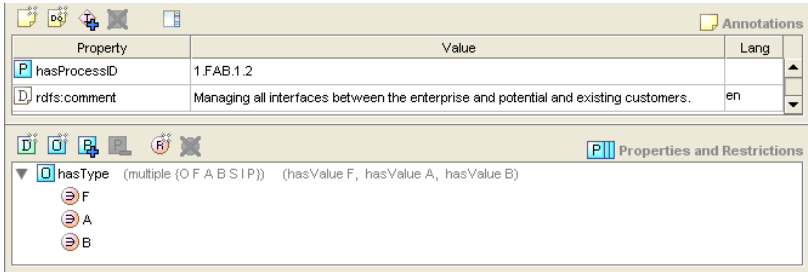 Annotations
Property Value Lang
P hasProcessID 1.FAB.1.2
D rdfs:comment Managing all interfaces between the enterprise and potential and existing customers. en
P Properties and Restrictions
O hasType (multiple {O F A B S I P}) (hasValue F, hasValue A, hasValue B)
∋ F
∋ A
∋ B